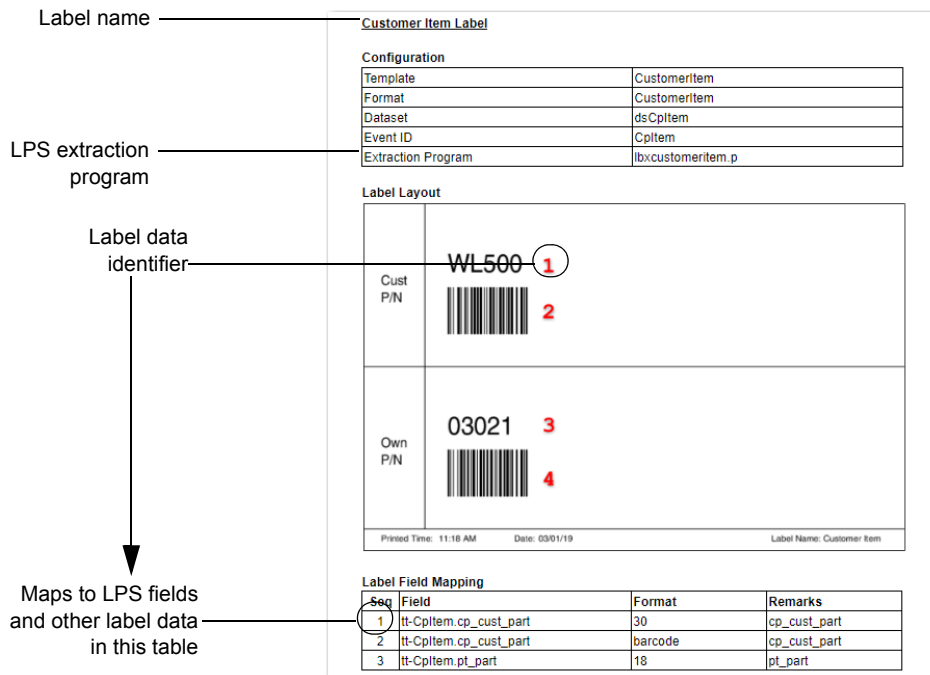 Label name
Customer Item Label
Configuration
Template CustomerItem
Format CustomerItem
Dataset dsCpItem
Event ID CpItem
LPS extraction program
Extraction Program lbxcustomeritem.p
Label Layout
Label data
identifier
WL500 1
Cust
P/N
2
03021 3
Own
P/N
4
Printed Time: 11:18 AM Date: 03/01/19 Label Name: Customer Item
Maps to LPS fields
and other label data
in this table
Label Field Mapping
Seq Field Format Remarks
1 tt-CpItem.cp_cust_part 30 cp_cust_part
2 tt-CpItem.cp_cust_part barcode cp_cust_part
3 tt-CpItem.pt_part 18 pt_part